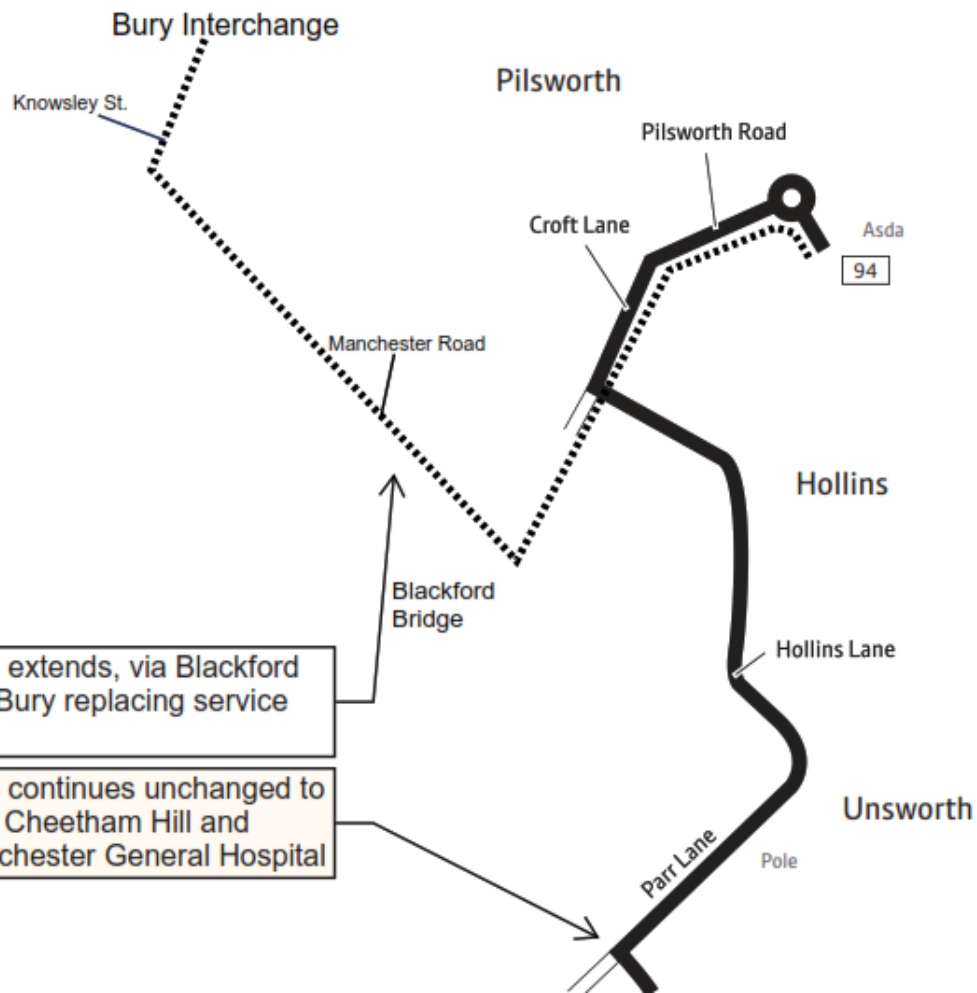 Bury Interchange
Knowsley St.
Pilsworth
Pilsworth Road
Croft Lane
Asda
94
Manchester Road
Hollins
Blackford
Bridge
Hollins Lane
extends, via Blackford
Bury replacing service
continues unchanged to
Cheetham Hill and
chester General Hospital
Unsworth
Parr Lane
Pole